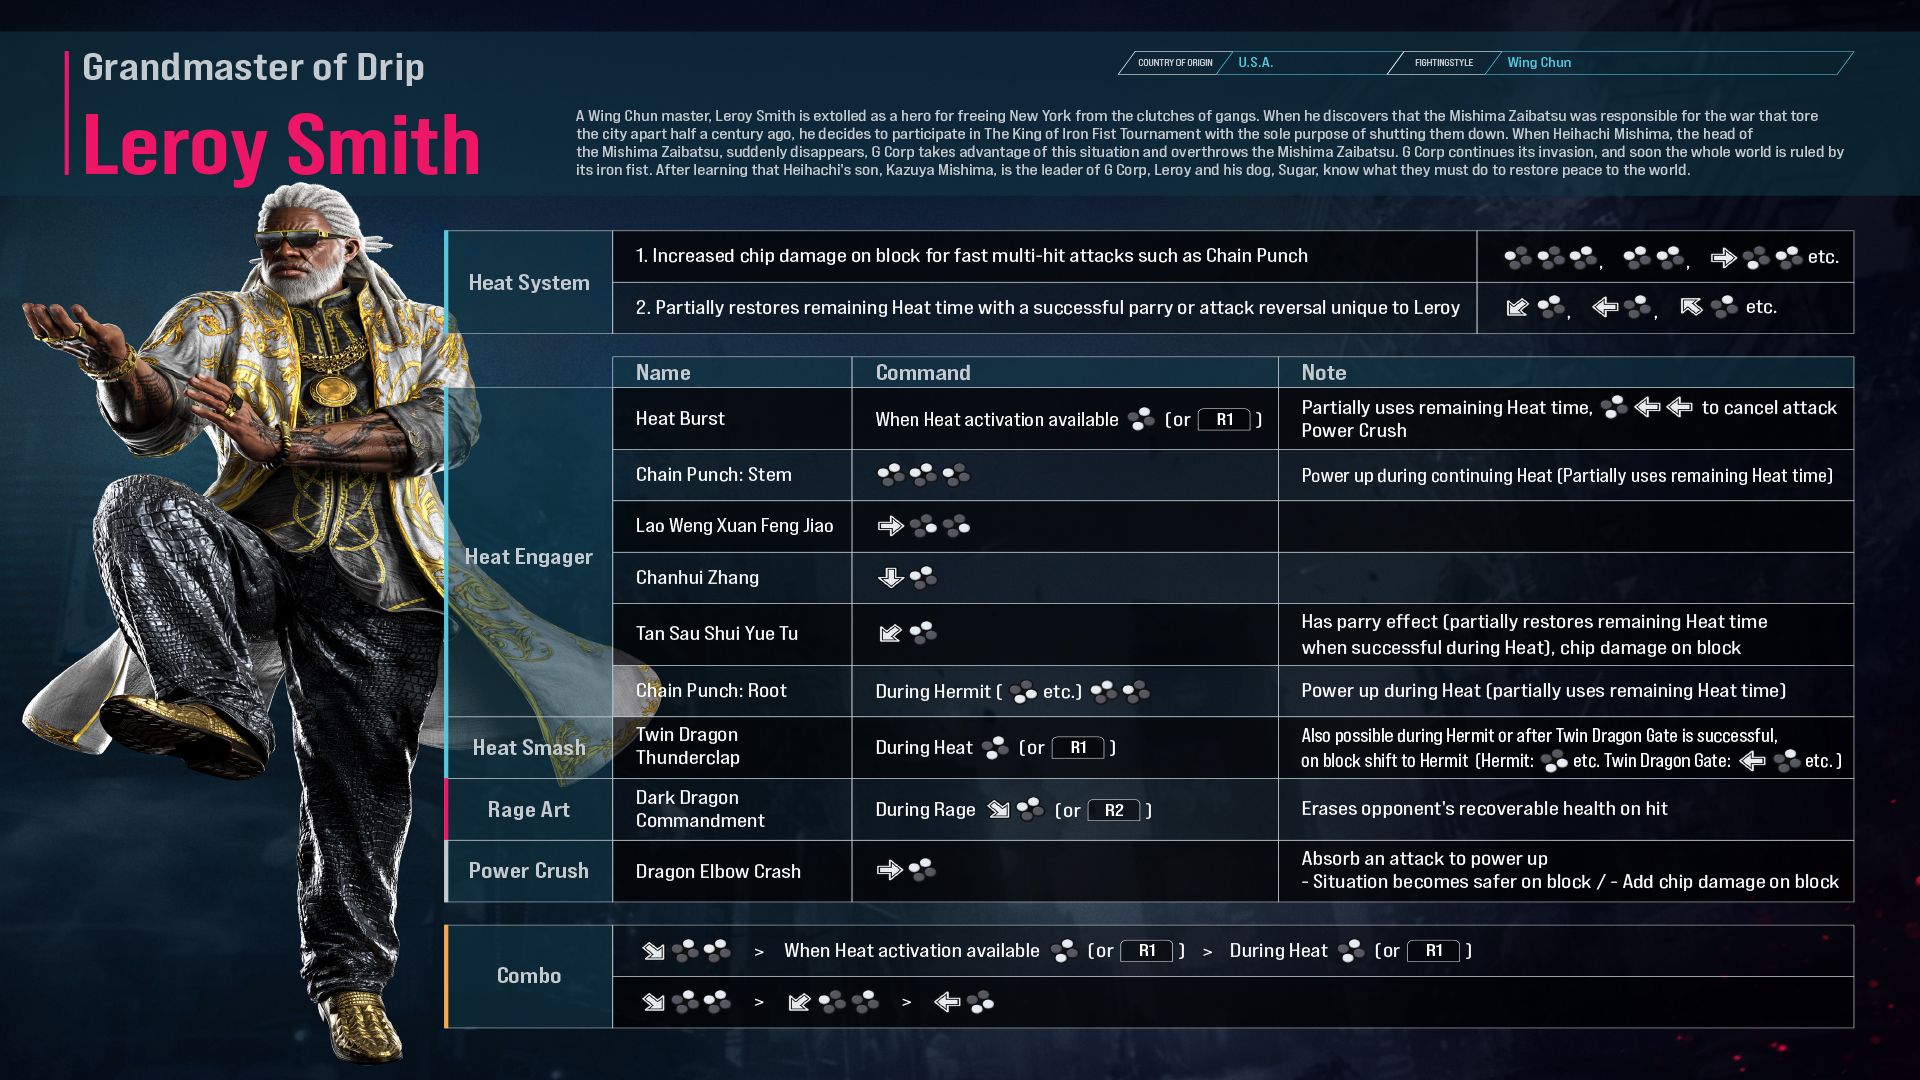 Grandmaster of Drip
Leroy Smith
COUNTRY OF ORIGIN U.S.A. FIGHTINGSTYLE Wing Chun
A Wing Chun master, Leroy Smith is extolled as a hero for freeing New York from the clutches of gangs. When he discovers that the Mishima Zaibatsu was responsible for the war that tore
the city apart half a century ago, he decides to participate in The King of Iron Fist Tournament with the sole purpose of shutting them down. When Heihachi Mishima, the head of
the Mishima Zaibatsu, suddenly disappears, G Corp takes advantage of this situation and overthrows the Mishima Zaibatsu. G Corp continues its invasion, and soon the whole world is ruled by
its iron fist. After learning that Heihachi's son, Kazuya Mishima, is the leader of G Corp, Leroy and his dog, Sugar, know what they must do to restore peace to the world.
Heat System
1. Increased chip damage on block for fast multi-hit attacks such as Chain Punch , , etc.
2. Partially restores remaining Heat time with a successful parry or attack reversal unique to Leroy , , etc.
Name Command Note
Heat Engager
Heat Burst
When Heat activation available (or R1 )
Partially uses remaining Heat time, to cancel attack
Power Crush
Chain Punch: Stem
Power up during continuing Heat (Partially uses remaining Heat time)
Lao Weng Xuan Feng Jiao
Chanhui Zhang
Tan Sau Shui Yue Tu
Has parry effect (partially restores remaining Heat time
when successful during Heat), chip damage on block
Chain Punch: Root
During Hermit ( etc.)
Power up during Heat (partially uses remaining Heat time)
Heat Smash
Twin Dragon
Thunderclap
During Heat (or R1 )
Also possible during Hermit or after Twin Dragon Gate is successful,
on block shift to Hermit (Hermit: etc. Twin Dragon Gate: etc. )
Rage Art
Dark Dragon
Commandment
During Rage (or R2 )
Erases opponent's recoverable health on hit
Power Crush
Dragon Elbow Crash
Absorb an attack to power up
- Situation becomes safer on block / - Add chip damage on block
Combo
> When Heat activation available (or R1 ) > During Heat (or R1 )
> >